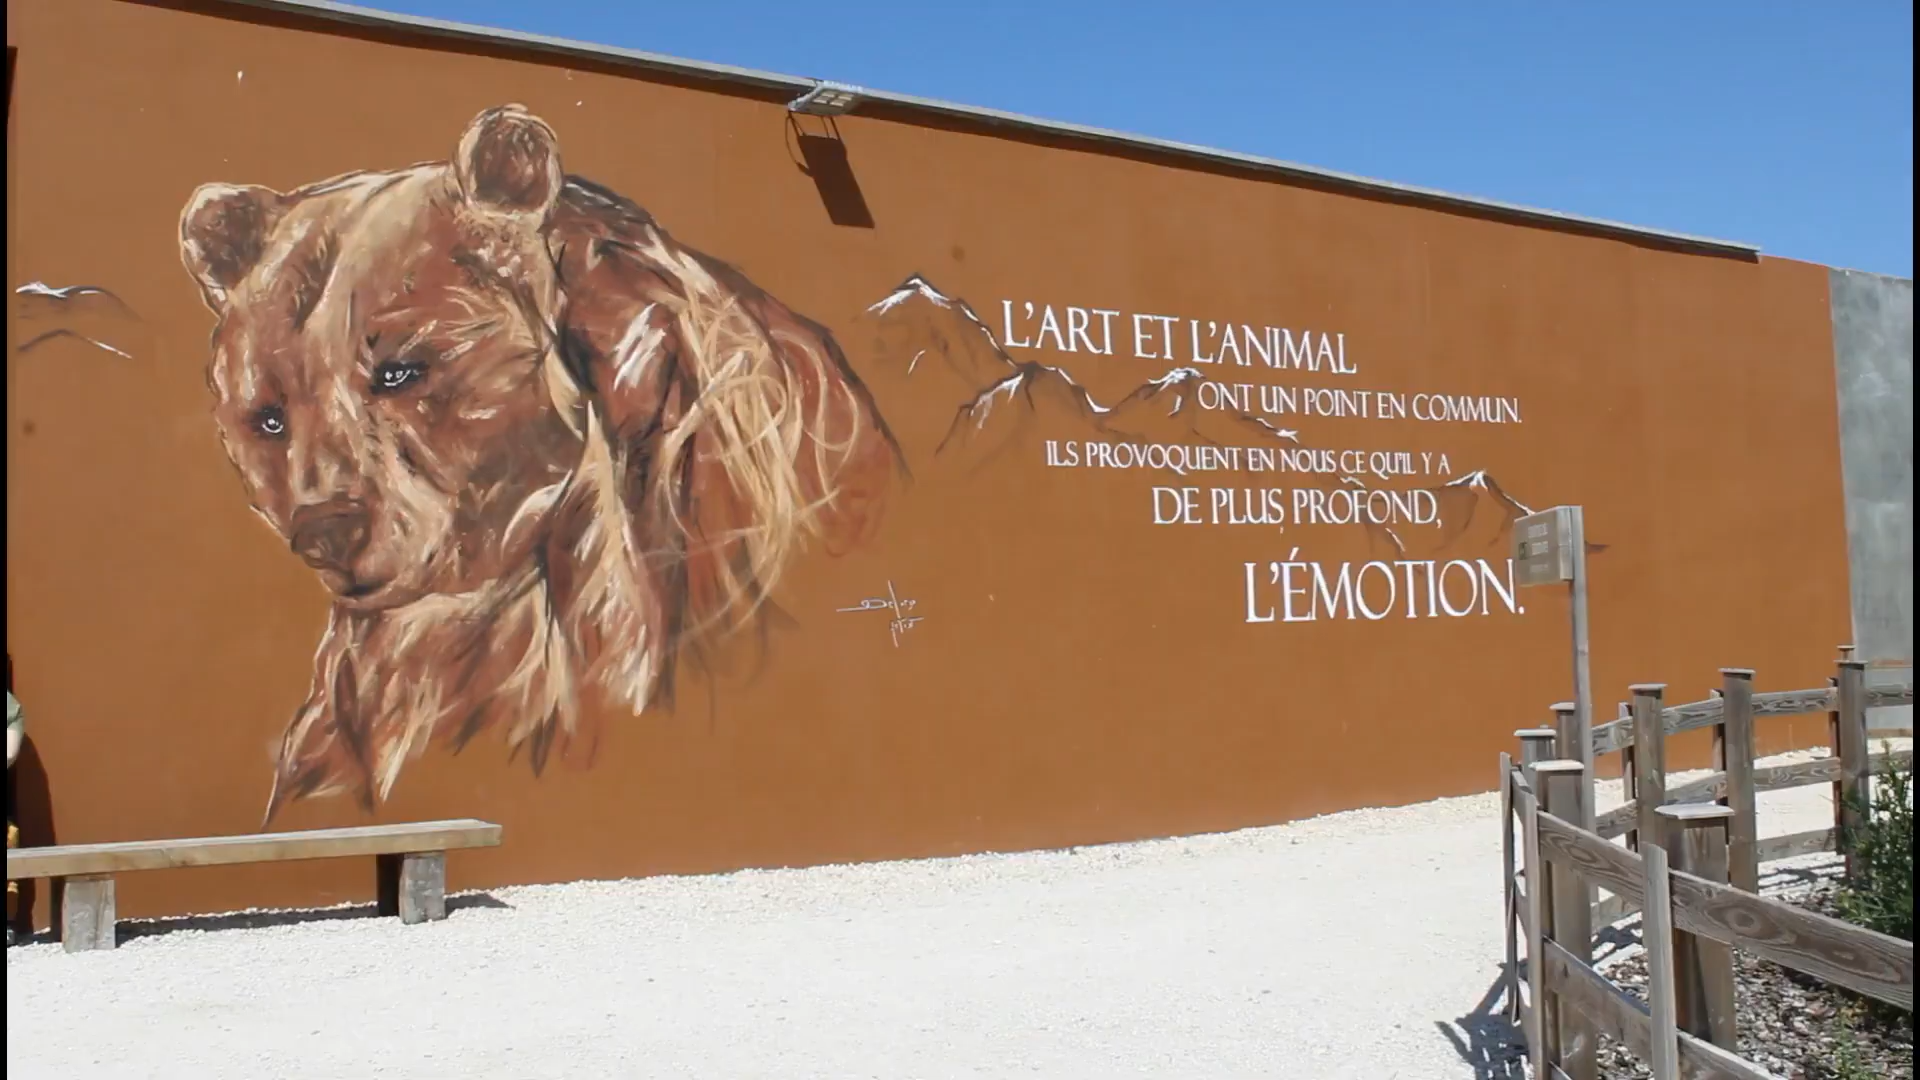 L'ART ET L'ANIMAL
ONT UN POINT EN COMMUN.
ILS PROVOQUENT EN NOUS CE QU'IL Y A
DE PLUS PROFOND,
L'ÉMOTION.